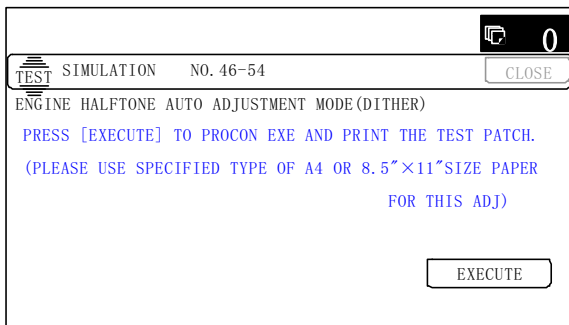 0
TEST SIMULATION NO.46-54 CLOSE
ENGINE HALFTONE AUTO ADJUSTMENT MODE(DITHER)
PRESS [EXECUTE] TO PROCON EXE AND PRINT THE TEST PATCH.
(PLEASE USE SPECIFIED TYPE OF A4 OR 8.5″×11″SIZE PAPER
FOR THIS ADJ)
EXECUTE